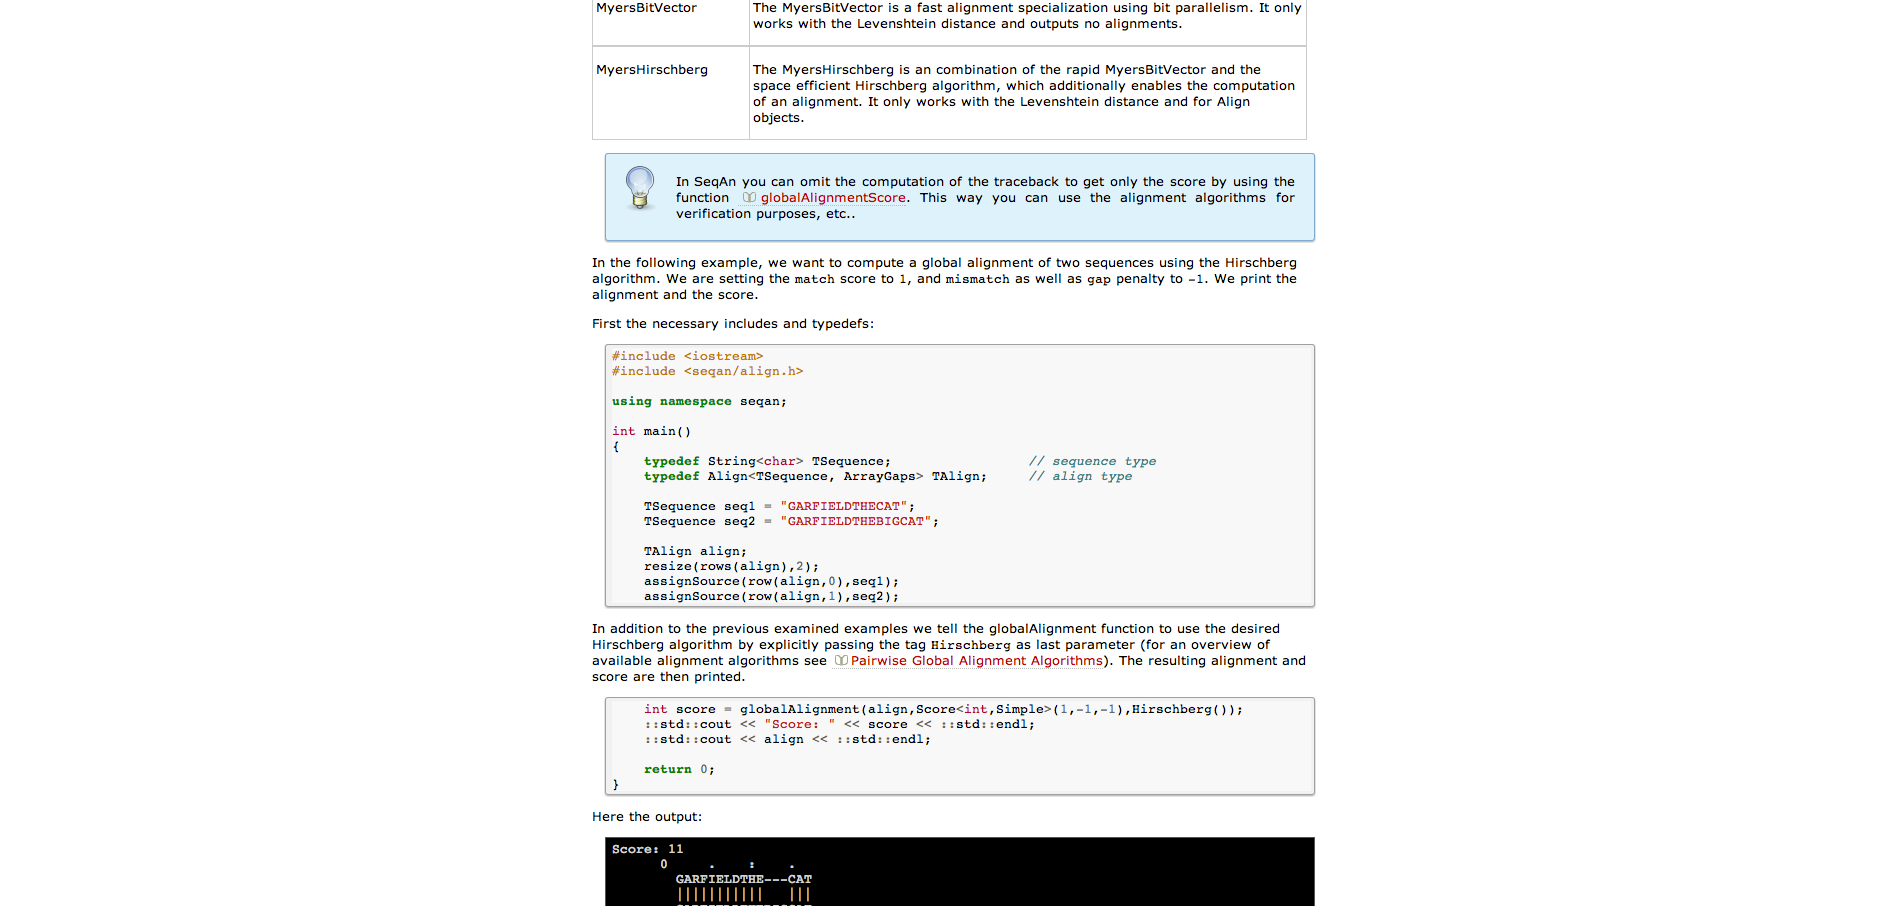 MyersBitVector
The MyersBitVector is a fast alignment specialization using bit parallelism. It only
works with the Levenshtein distance and outputs no alignments.
MyersHirschberg
The MyersHirschberg is an combination of the rapid MyersBitVector and the
space efficient Hirschberg algorithm, which additionally enables the computation
of an alignment. It only works with the Levenshtein distance and for Align
objects.
In SeqAn you can omit the computation of the traceback to get only the score by using the
function globalAlignmentScore. This way you can use the alignment algorithms for
verification purposes, etc..
In the following example, we want to compute a global alignment of two sequences using the Hirschberg
algorithm. We are setting the match score to 1, and mismatch as well as gap penalty to -1. We print the
alignment and the score.
First the necessary includes and typedefs:
#include <iostream>
#include <seqan/align.h>
using namespace seqan;
int main()
{
typedef String<char> TSequence; // sequence type
typedef Align<TSequence, ArrayGaps> TAlign; // align type
TSequence seq1 = "GARFIELDTHECAT";
TSequence seq2 = "GARFIELDTHEBIGCAT";
TAlign align;
resize(rows(align),2);
assignSource(row(align,0),seq1);
assignSource(row(align,1),seq2);
In addition to the previous examined examples we tell the globalAlignment function to use the desired
Hirschberg algorithm by explicitly passing the tag Hirschberg as last parameter (for an overview of
available alignment algorithms see Pairwise Global Alignment Algorithms). The resulting alignment and
score are then printed.
int score = globalAlignment(align,Score<int,Simple>(1,-1,-1),Hirschberg());
::std::cout << "Score: " << score << ::std::endl;
::std::cout << align << ::std::endl;
return 0;
}
Here the output:
Score: 11
0 . : .
GARFIELDTHE---CAT
||||||||||| |||